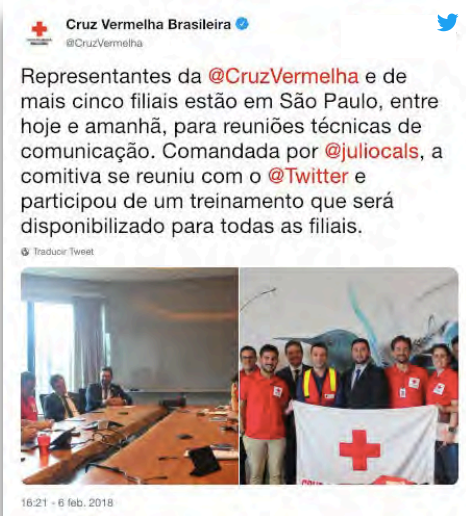 Cruz Vermelha Brasileira
@CruzVermelha
Representantes da @CruzVermelha e de
mais cinco filiais estão em São Paulo, entre
hoje e amanhã, para reuniões técnicas de
comunicação. Comandada por @juliocals, a
comitiva se reuniu com o @Twitter e
participou de um treinamento que será
disponibilizado para todas as filiais.
Traducir Tweet
16:21 - 6 feb. 2018